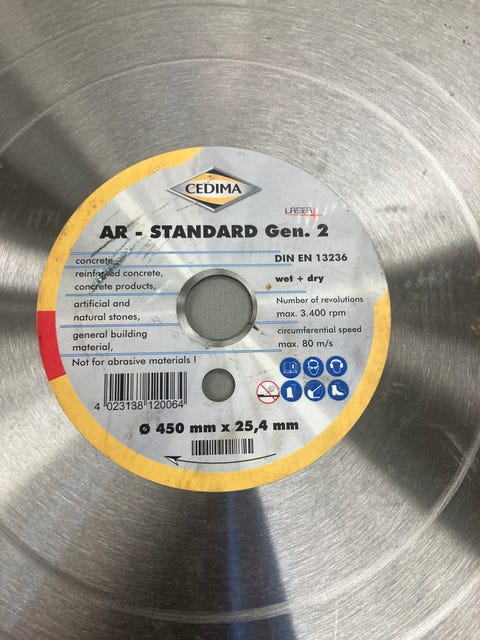 CEDIMA
LASER
AR - STANDARD Gen. 2
concrete,
reinforced concrete,
concrete products,
artificial and
natural stones,
general building
material,
Not for abrasive materials !
DIN EN 13236
wet + dry
Number of revolutions
max. 3.400 rpm
circumferential speed
max. 80 m/s
4 023138 120064
Ø 450 mm x 25,4 mm